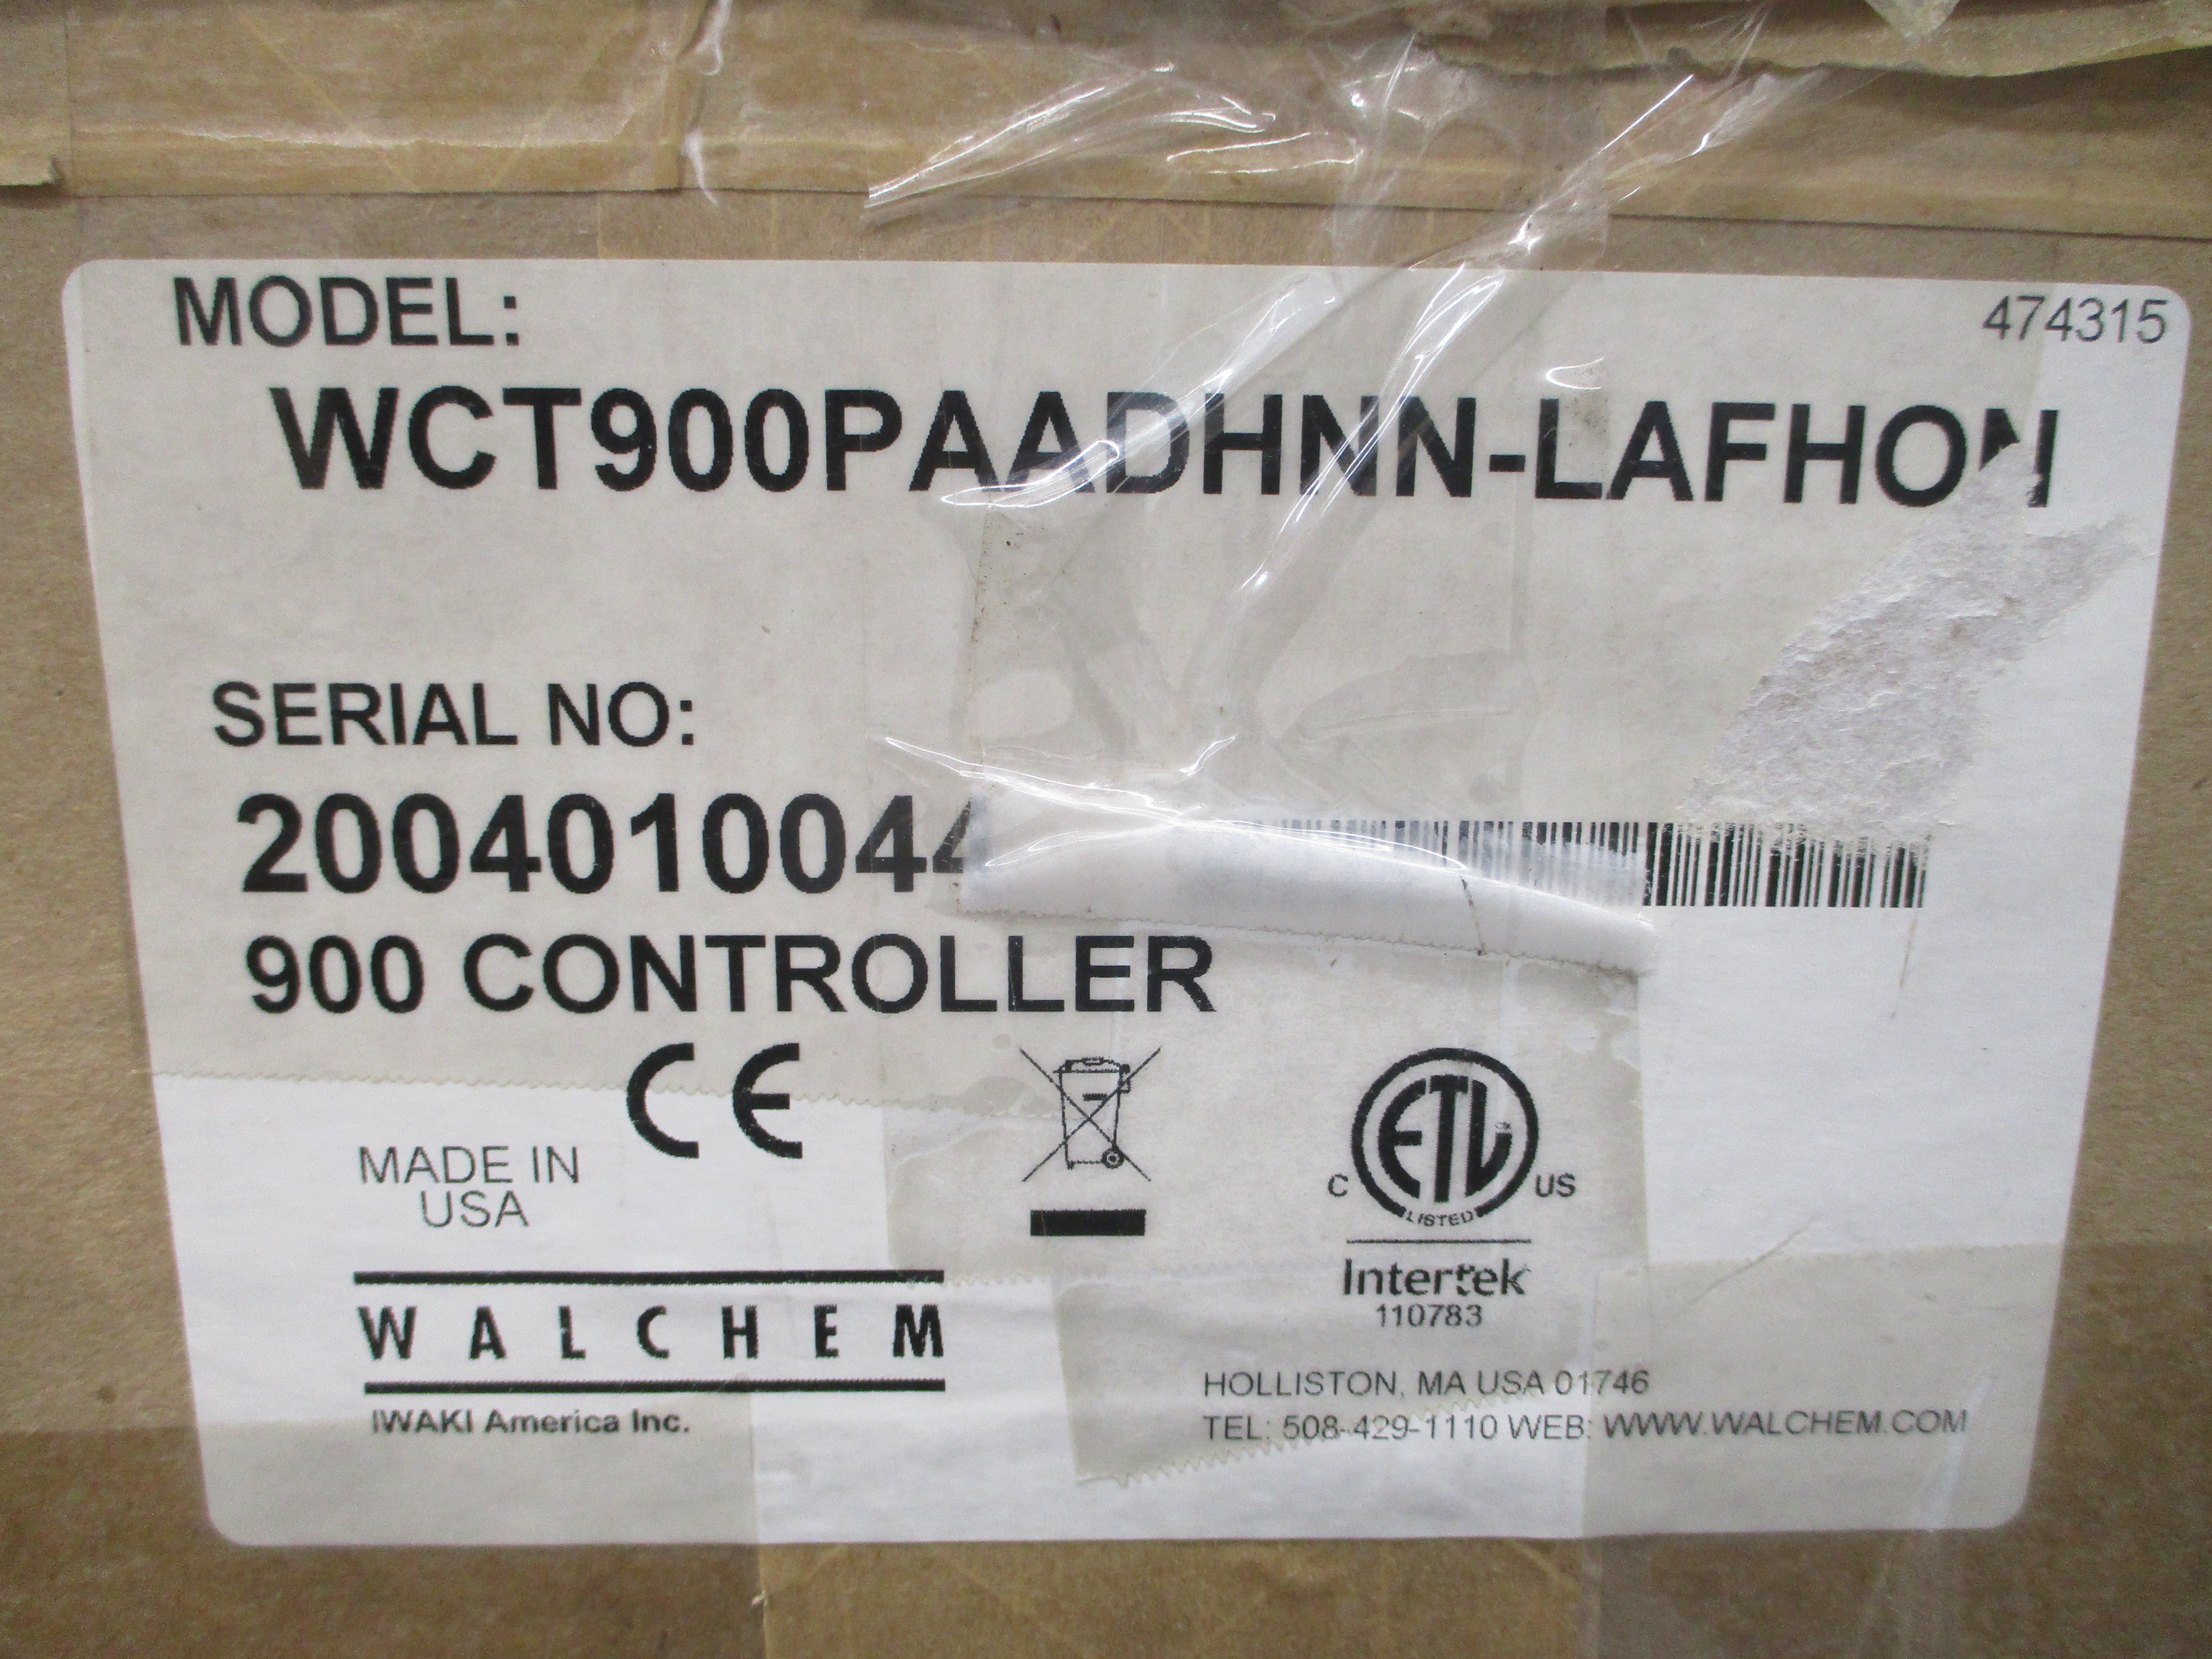 MODEL:
474315
WCT900PAADHNN-LAFHON
SERIAL NO:
900 CONTROLLER
CE
MADE IN
USA
ETL
C US
LISTED
Intertek
110783
WALCHEM
IWAKI America Inc.
HOLLISTON, MA USA 01746
TEL: 508-429-1110 WEB: WWW.WALCHEM.COM